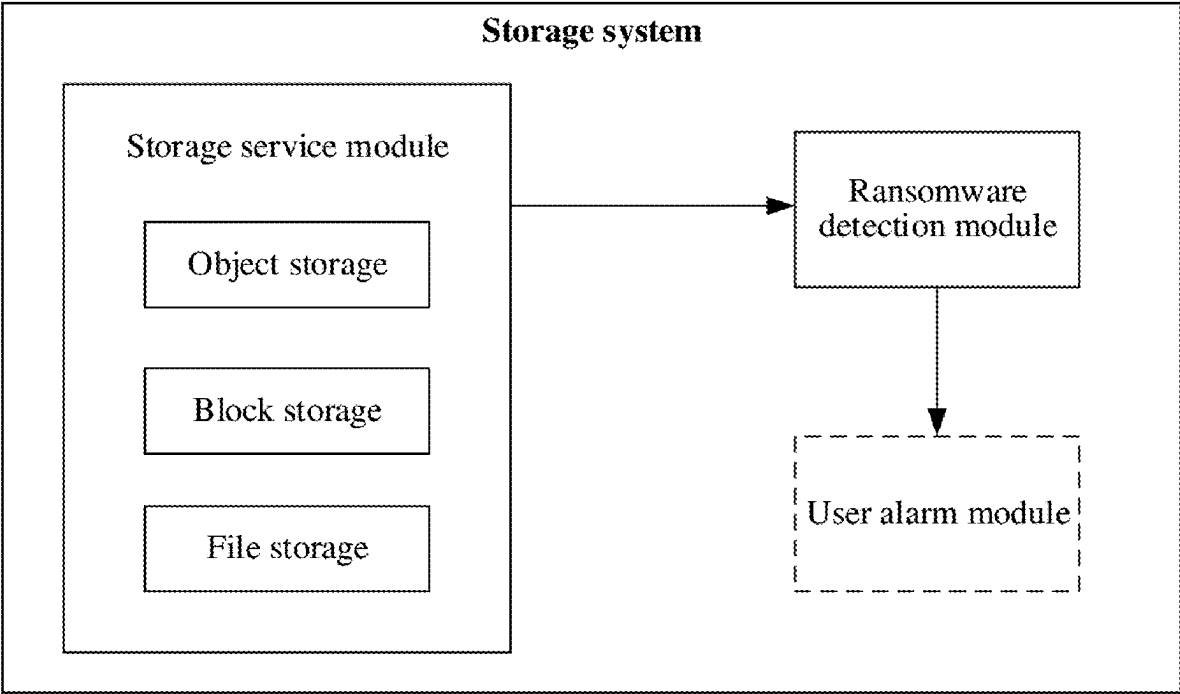 Storage system
Storage service module
Object storage
Block storage
File storage
Ransomware
detection module
User alarm module